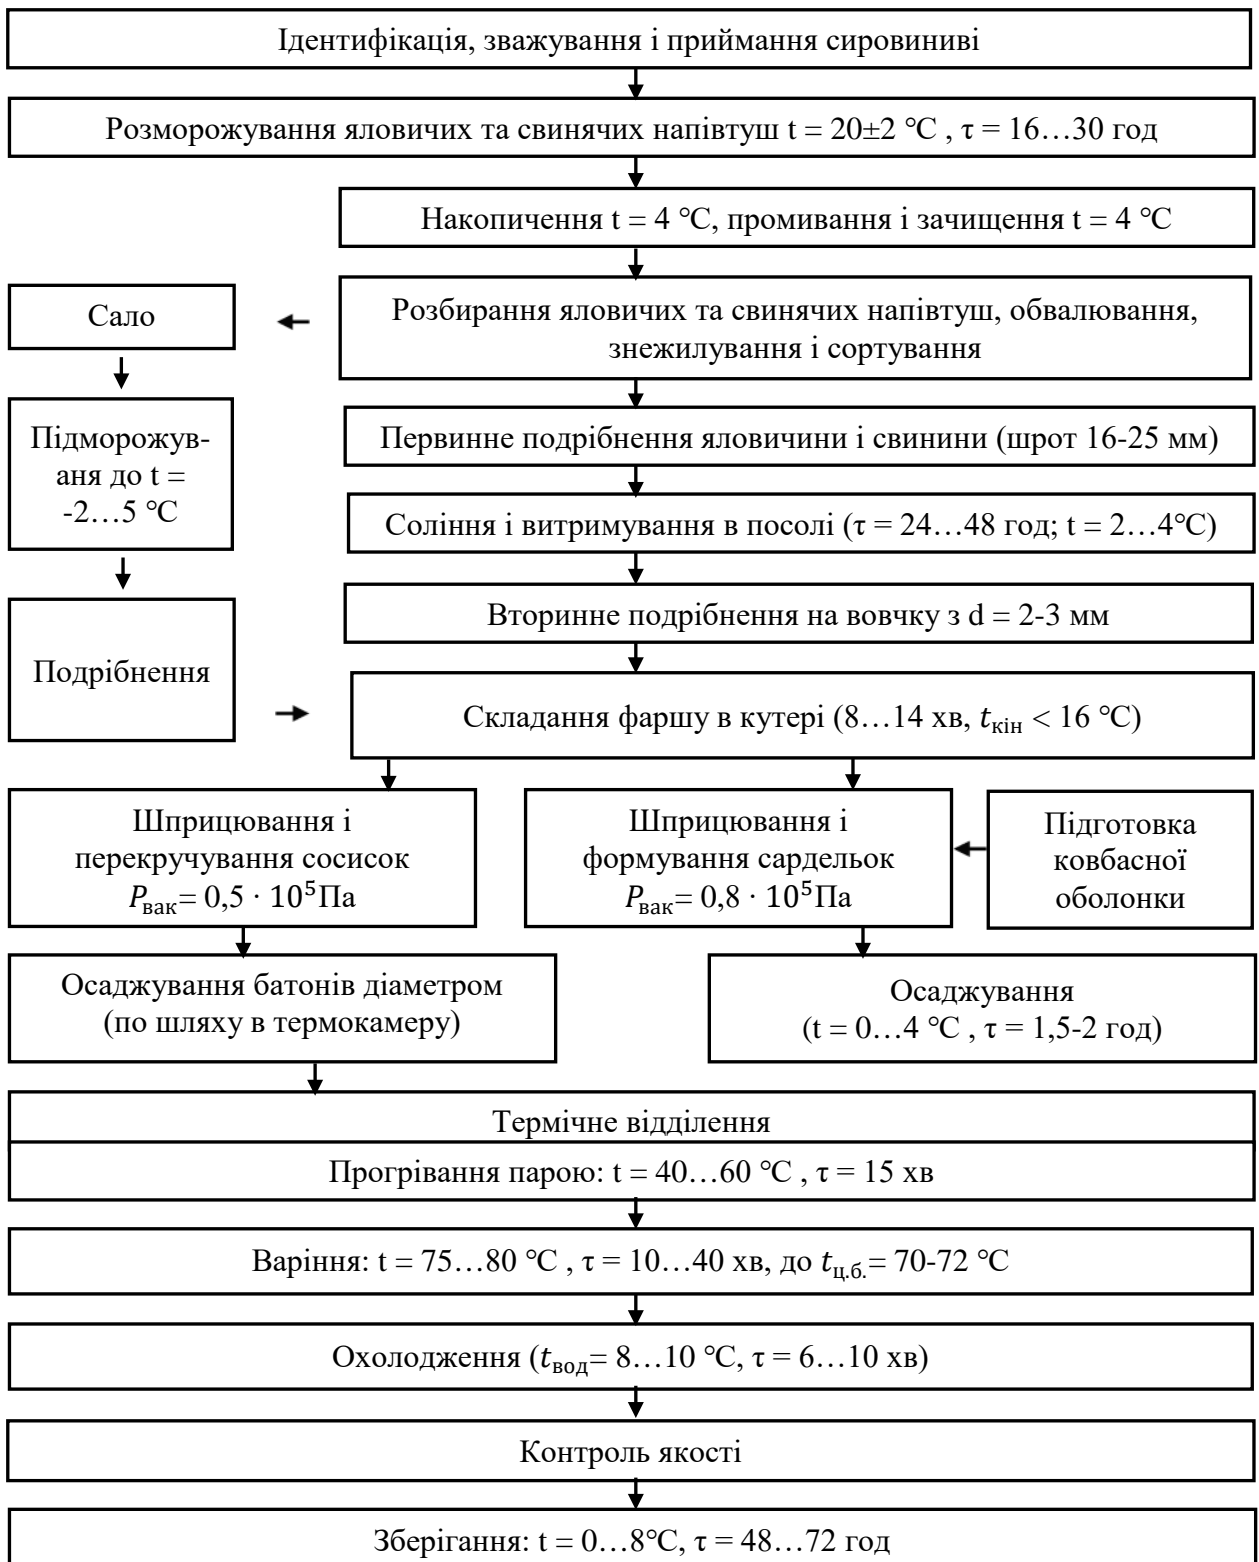 Ідентифікація, зважування і приймання сировиниві
Розморожування яловичих та свинячих напівтуш t = 20±2 ℃ , τ = 16…30 год
Накопичення t = 4 ℃, промивання і зачищення t = 4 ℃
Сало
Розбирання яловичих та свинячих напівтуш, обвалювання,
знежилування і сортування
Підморожув-
аня до t =
-2…5 ℃
Первинне подрібнення яловичини і свинини (шрот 16-25 мм)
Соління і витримування в посолі (τ = 24…48 год; t = 2…4℃)
Вторинне подрібнення на вовчку з d = 2-3 мм
Подрібнення
Складання фаршу в кутері (8…14 хв, tкін < 16 ℃)
Шприцювання і
перекручування сосисок
Pвак= 0,5 · 10⁵Па
Шприцювання і
формування сардельок
Pвак= 0,8 · 10⁵Па
Підготовка
ковбасної
оболонки
Осаджування батонів діаметром
(по шляху в термокамеру)
Осаджування
(t = 0…4 ℃ , τ = 1,5-2 год)
Термічне відділення
Прогрівання парою: t = 40…60 ℃ , τ = 15 хв
Варіння: t = 75…80 ℃ , τ = 10…40 хв, до tц.б.= 70-72 ℃
Охолодження (tвод= 8…10 ℃, τ = 6…10 хв)
Контроль якості
Зберігання: t = 0…8℃, τ = 48…72 год